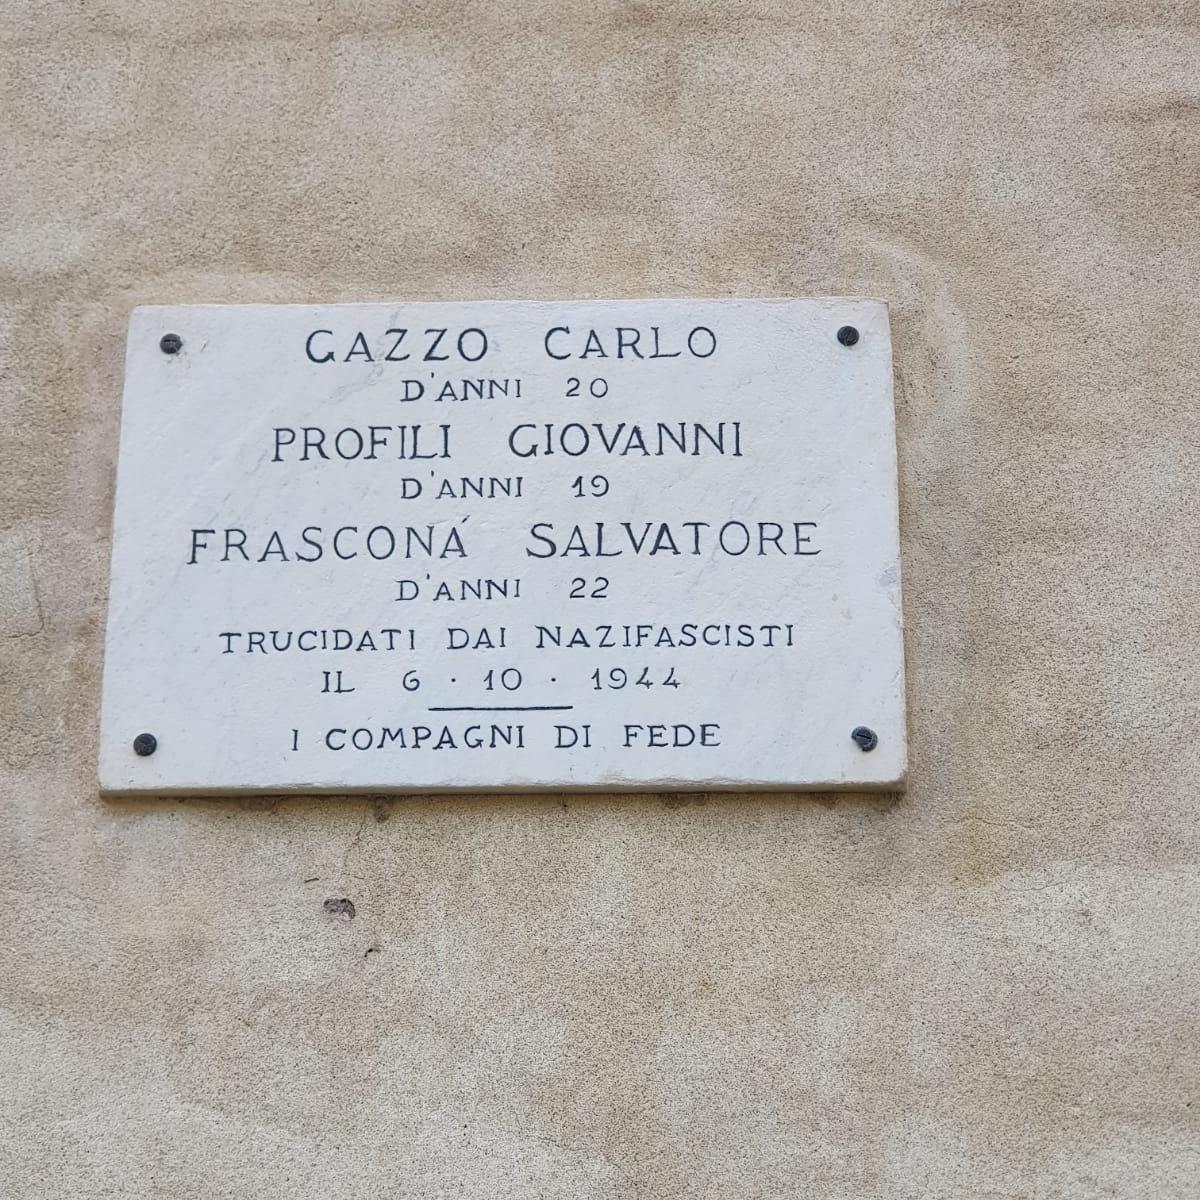 GAZZO CARLO
D'ANNI 20
PROFILI GIOVANNI
D'ANNI 19
FRASCONÁ SALVATORE
D'ANNI 22
TRUCIDATI DAI NAZIFASCISTI
IL 6 · 10 · 1944
I COMPAGNI DI FEDE